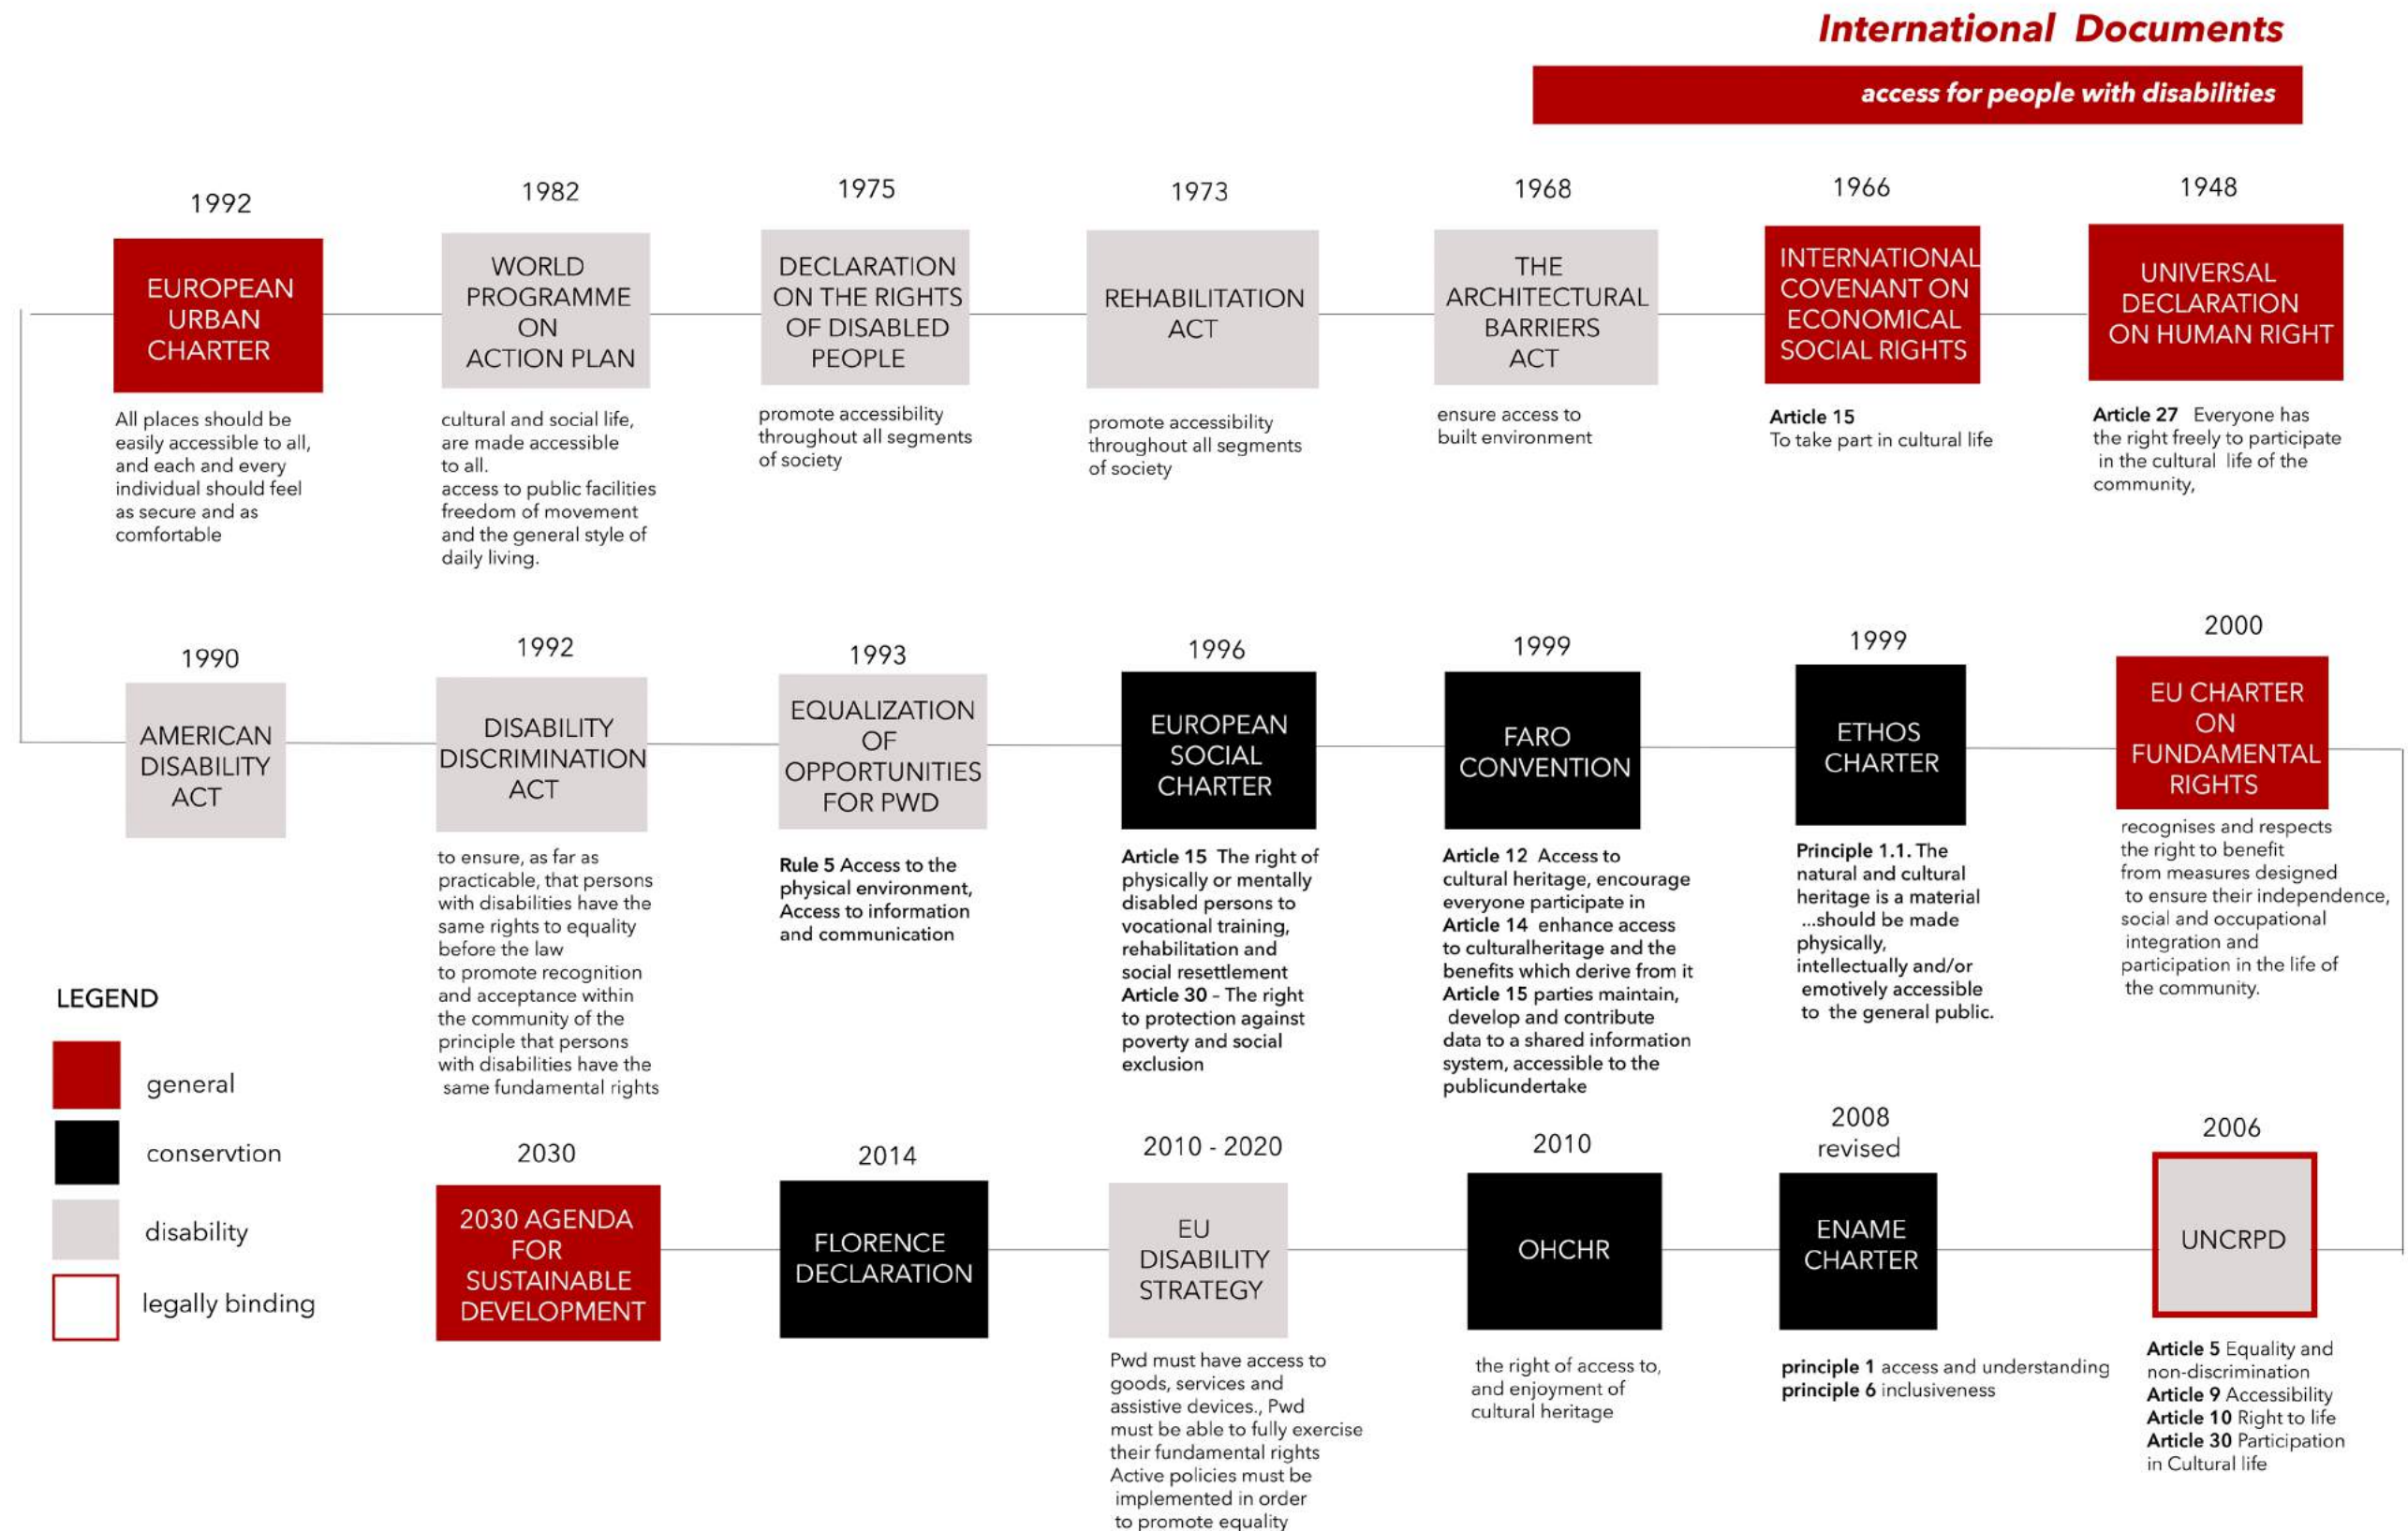 International Documents
access for people with disabilities
1992
EUROPEAN
URBAN
CHARTER
All places should be
easily accessible to all,
and each and every
individual should feel
as secure and as
comfortable
1982
WORLD
PROGRAMME
ON
ACTION PLAN
cultural and social life,
are made accessible
to all.
access to public facilities
freedom of movement
and the general style of
daily living.
1975
DECLARATION
ON THE RIGHTS
OF DISABLED
PEOPLE
promote accessibility
throughout all segments
of society
1973
REHABILITATION
ACT
promote accessibility
throughout all segments
of society
1968
THE
ARCHITECTURAL
BARRIERS
ACT
ensure access to
built environment
1966
INTERNATIONAL
COVENANT ON
ECONOMICAL
SOCIAL RIGHTS
Article 15
To take part in cultural life
1948
UNIVERSAL
DECLARATION
ON HUMAN RIGHT
Article 27 Everyone has
the right freely to participate
in the cultural life of the
community,
1990
AMERICAN
DISABILITY
ACT
1992
DISABILITY
DISCRIMINATION
ACT
to ensure, as far as
practicable, that persons
with disabilities have the
same rights to equality
before the law
to promote recognition
and acceptance within
the community of the
principle that persons
with disabilities have the
same fundamental rights
1993
EQUALIZATION
OF
OPPORTUNITIES
FOR PWD
Rule 5 Access to the
physical environment,
Access to information
and communication
1996
EUROPEAN
SOCIAL
CHARTER
Article 15 The right of
physically or mentally
disabled persons to
vocational training,
rehabilitation and
social resettlement
Article 30 - The right
to protection against
poverty and social
exclusion
1999
FARO
CONVENTION
Article 12 Access to
cultural heritage, encourage
everyone participate in
Article 14 enhance access
to culturalheritage and the
benefits which derive from it
Article 15 parties maintain,
develop and contribute
data to a shared information
system, accessible to the
publicundertake
1999
ETHOS
CHARTER
Principle 1.1. The
natural and cultural
heritage is a material
...should be made
physically,
intellectually and/or
emotively accessible
to the general public.
2000
EU CHARTER
ON
FUNDAMENTAL
RIGHTS
recognises and respects
the right to benefit
from measures designed
to ensure their independence,
social and occupational
integration and
participation in the life of
the community.
LEGEND
general
conservtion
disability
legally binding
2030
2030 AGENDA
FOR
SUSTAINABLE
DEVELOPMENT
2014
FLORENCE
DECLARATION
2010 - 2020
EU
DISABILITY
STRATEGY
Pwd must have access to
goods, services and
assistive devices., Pwd
must be able to fully exercise
their fundamental rights
Active policies must be
implemented in order
to promote equality
2010
OHCHR
the right of access to,
and enjoyment of
cultural heritage
2008
revised
ENAME
CHARTER
principle 1 access and understanding
principle 6 inclusiveness
2006
UNCRPD
Article 5 Equality and
non-discrimination
Article 9 Accessibility
Article 10 Right to life
Article 30 Participation
in Cultural life